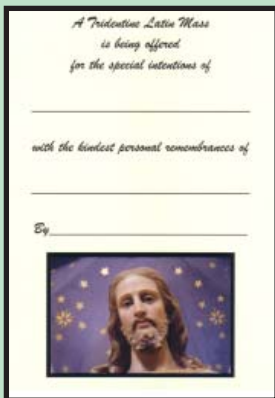 A Tridentine Latin Mass
is being offered
for the special intentions of
with the kindest personal remembrances of
By